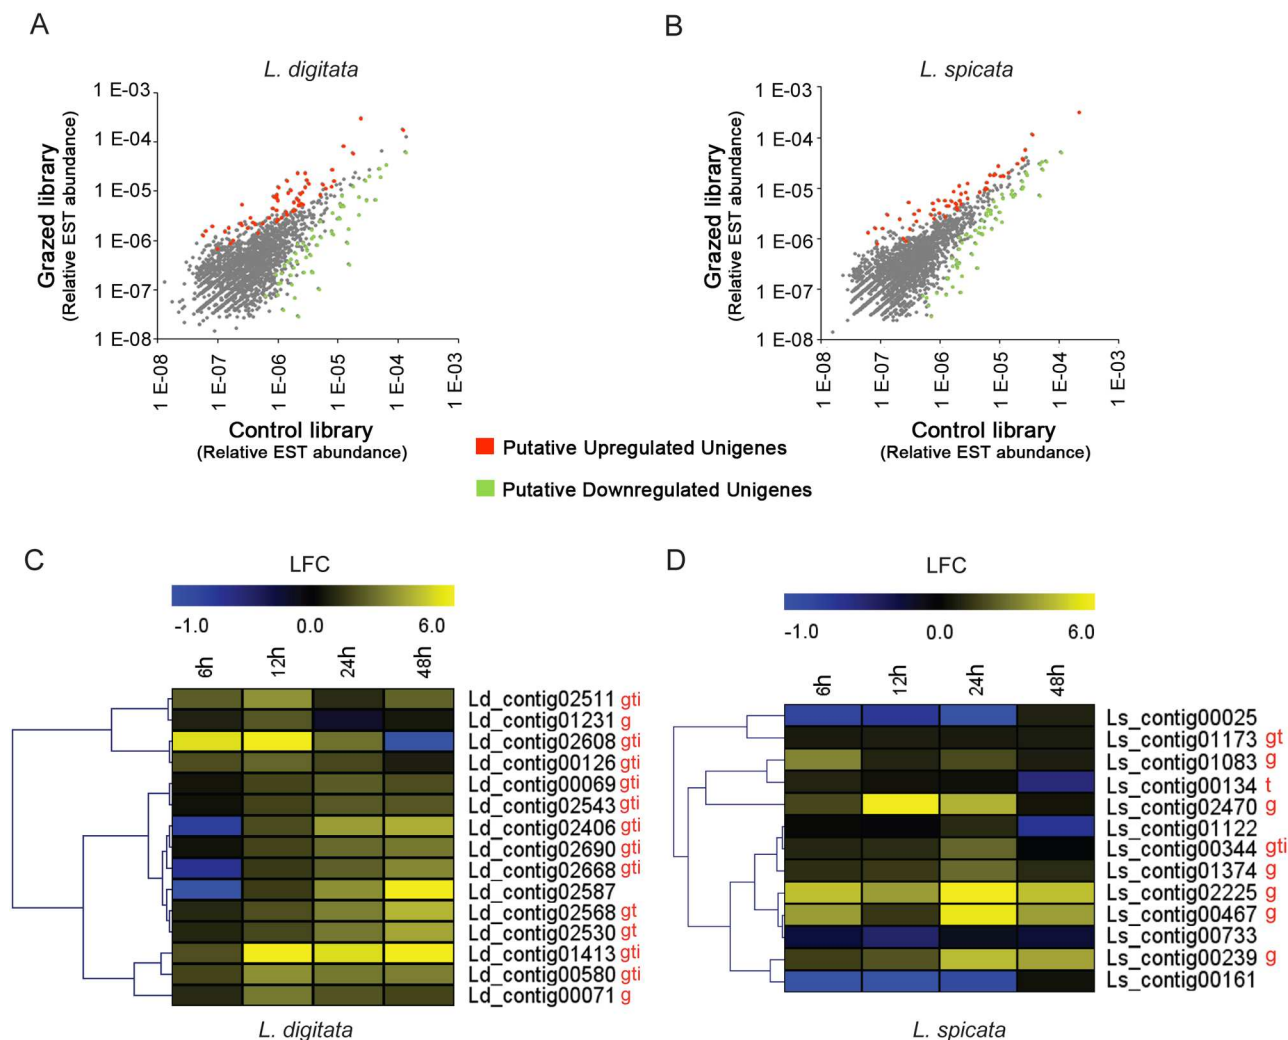 A
L. digitata
Grazed library
(Relative EST abundance)
1 E-03
1 E-04
1 E-05
1 E-06
1 E-07
1 E-08
1 E-08
1 E-07
1 E-06
1 E-05
1 E-04
1 E-03
Control library
(Relative EST abundance)
B
L. spicata
Grazed library
(Relative EST abundance)
1 E-03
1 E-04
1 E-05
1 E-06
1 E-07
1 E-08
1 E-08
1 E-07
1 E-06
1 E-05
1 E-04
1 E-03
Control library
(Relative EST abundance)
Putative Upregulated Unigenes
Putative Downregulated Unigenes
C
LFC
-1.0 0.0 6.0
6h 12h 24h 48h
Ld_contig02511 gti
Ld_contig01231 g
Ld_contig02608 gti
Ld_contig00126 gti
Ld_contig00069 gti
Ld_contig02543 gti
Ld_contig02406 gti
Ld_contig02690 gti
Ld_contig02668 gti
Ld_contig02587
Ld_contig02568 gt
Ld_contig02530 gt
Ld_contig01413 gti
Ld_contig00580 gti
Ld_contig00071 g
L. digitata
D
LFC
-1.0 0.0 6.0
6h 12h 24h 48h
Ls_contig00025
Ls_contig01173 gt
Ls_contig01083 g
Ls_contig00134 t
Ls_contig02470 g
Ls_contig01122
Ls_contig00344 gti
Ls_contig01374 g
Ls_contig02225 g
Ls_contig00467 g
Ls_contig00733
Ls_contig00239 g
Ls_contig00161
L. spicata